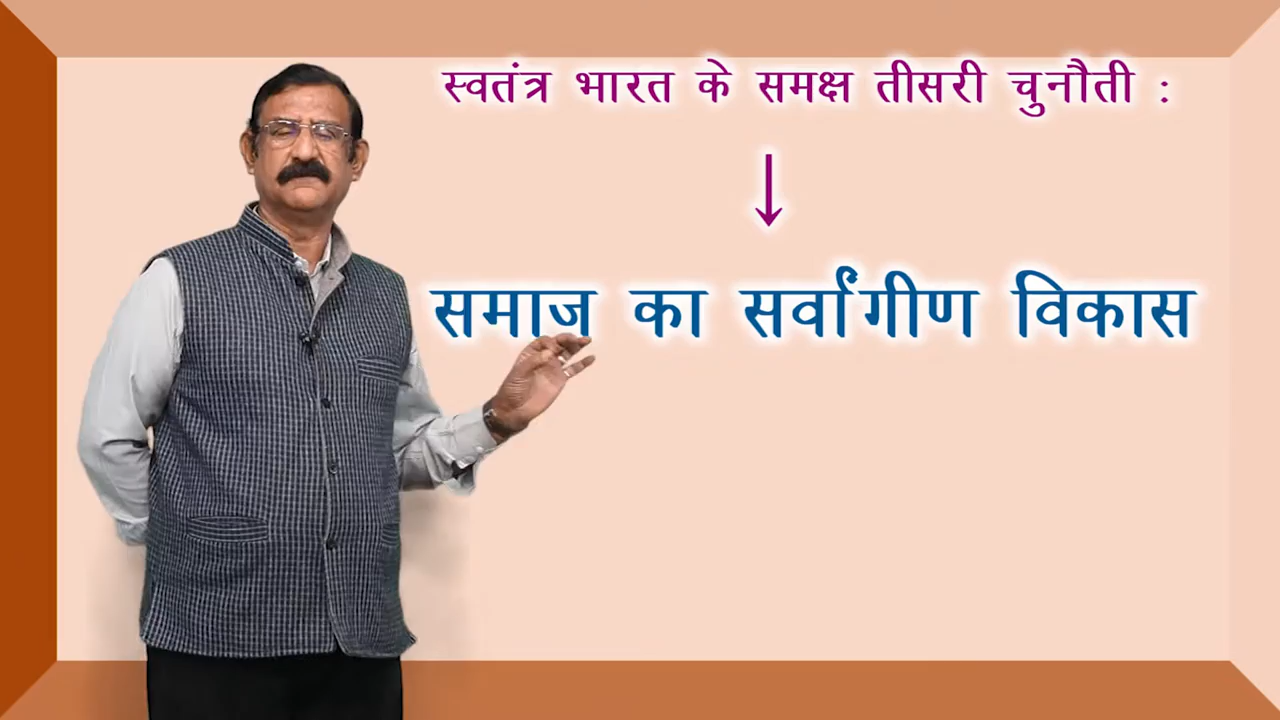 स्वतंत्र भारत के समक्ष तीसरी चुनौती :
↓
समाज का सर्वांगीण विकास